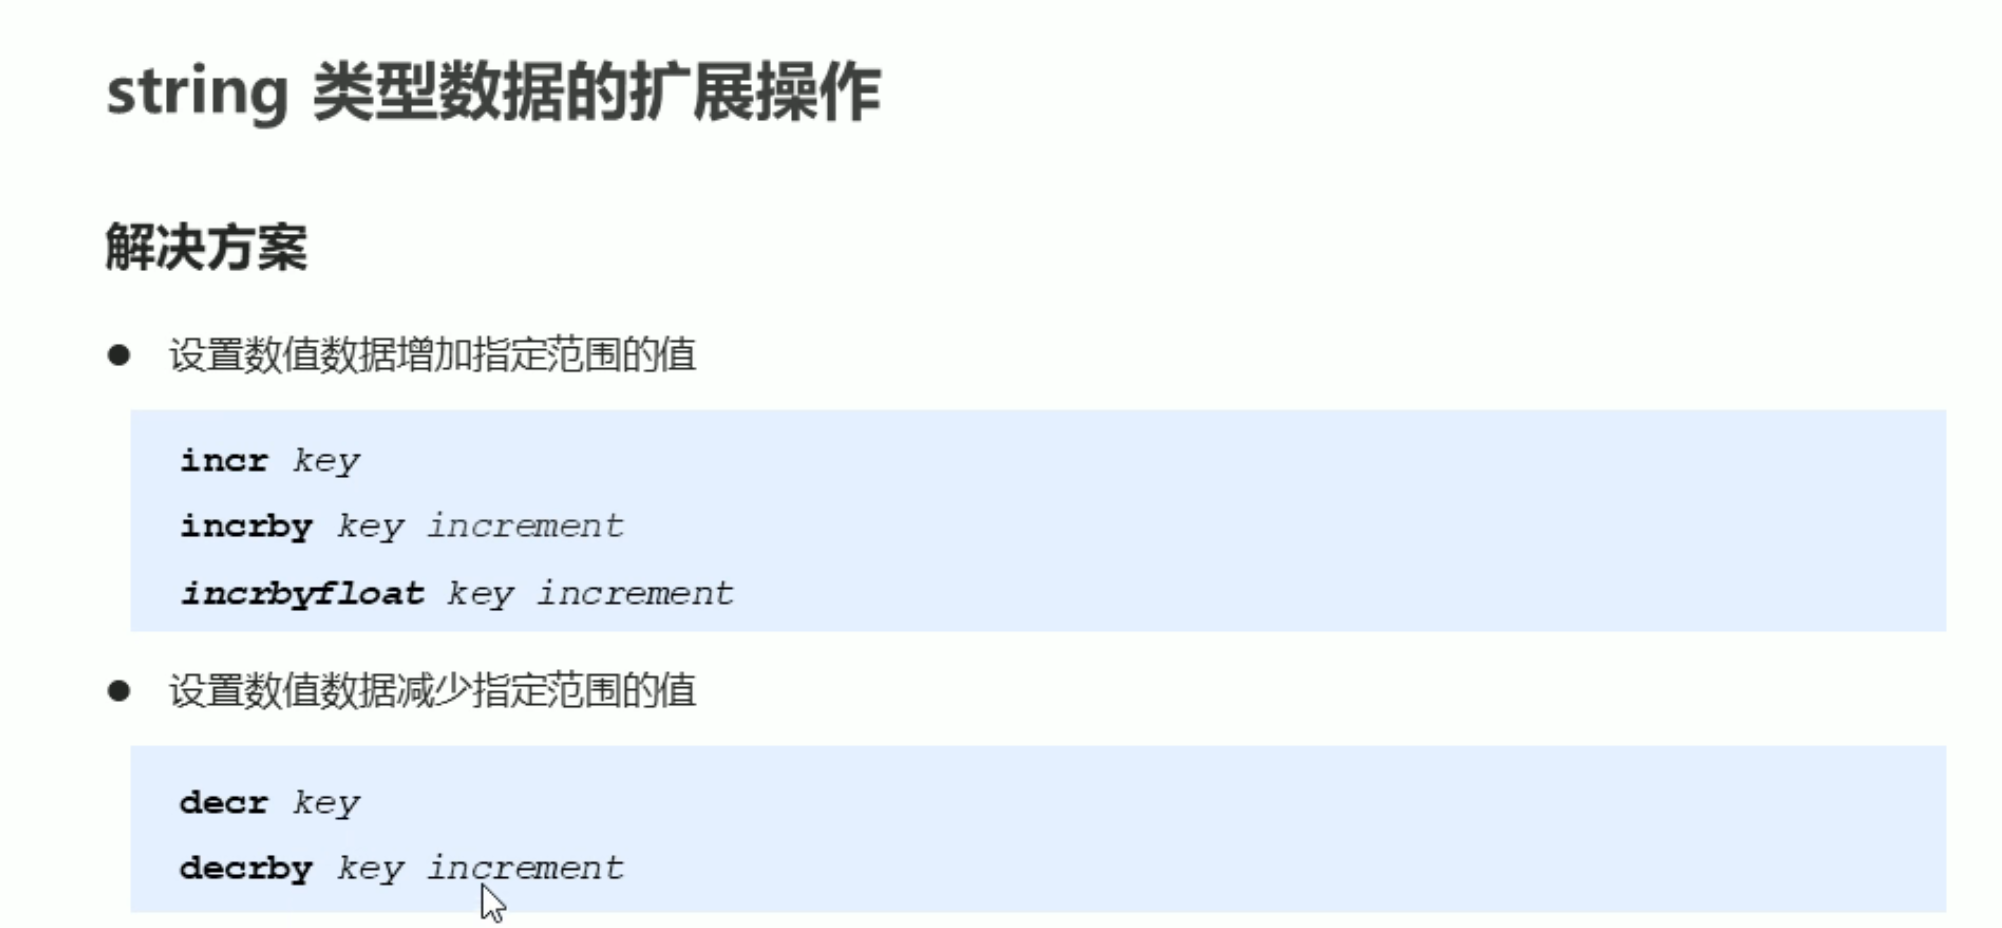 string 类型数据的扩展操作
解决方案
● 设置数值数据增加指定范围的值
incr key
incrby key increment
incrbyfloat key increment
● 设置数值数据减少指定范围的值
decr key
decrby key increment